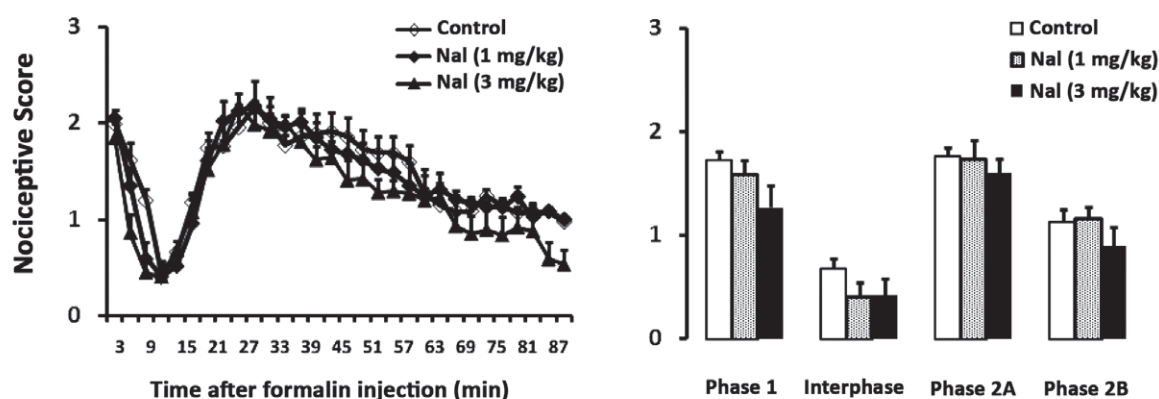 Nociceptive Score
3
2
1
0
Control
Nal (1 mg/kg)
Nal (3 mg/kg)
3 9 15 21 27 33 39 45 51 57 63 69 75 81 87
Time after formalin injection (min)
3
2
1
0
Control
Nal (1 mg/kg)
Nal (3 mg/kg)
Phase 1 Interphase Phase 2A Phase 2B